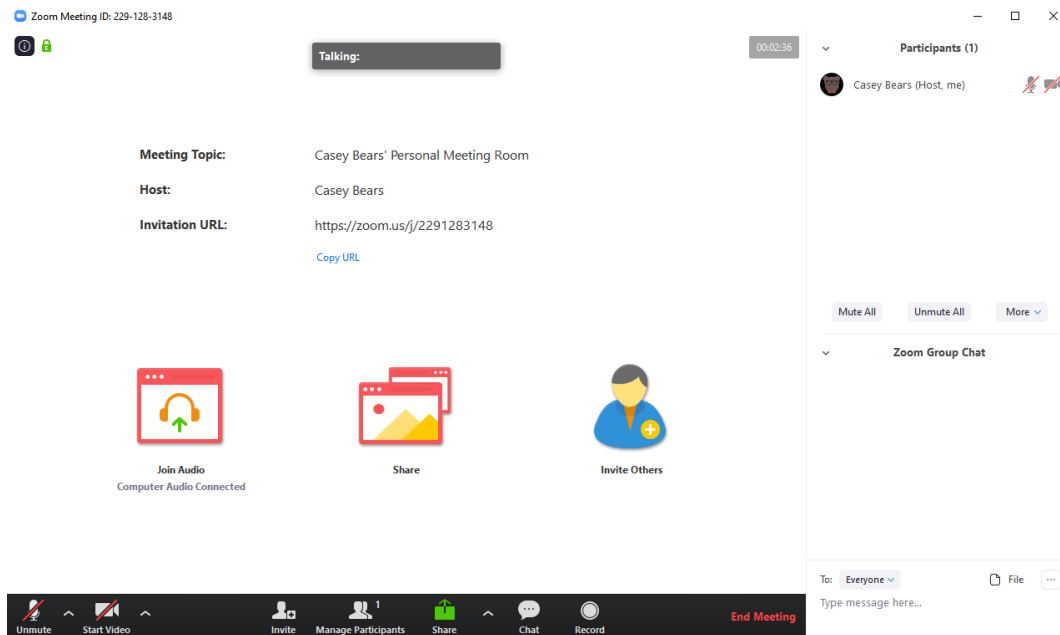 Zoom Meeting ID: 229-128-3148
Talking:
00:02:36
Meeting Topic: Casey Bears' Personal Meeting Room
Host: Casey Bears
Invitation URL: https://zoom.us/j/2291283148
Copy URL
Join Audio
Computer Audio Connected
Share
Invite Others
Unmute
Start Video
Invite
Manage Participants
1
Share
Chat
Record
End Meeting
Participants (1)
Casey Bears (Host, me)
Mute All
Unmute All
More
Zoom Group Chat
To: Everyone
File
...
Type message here...